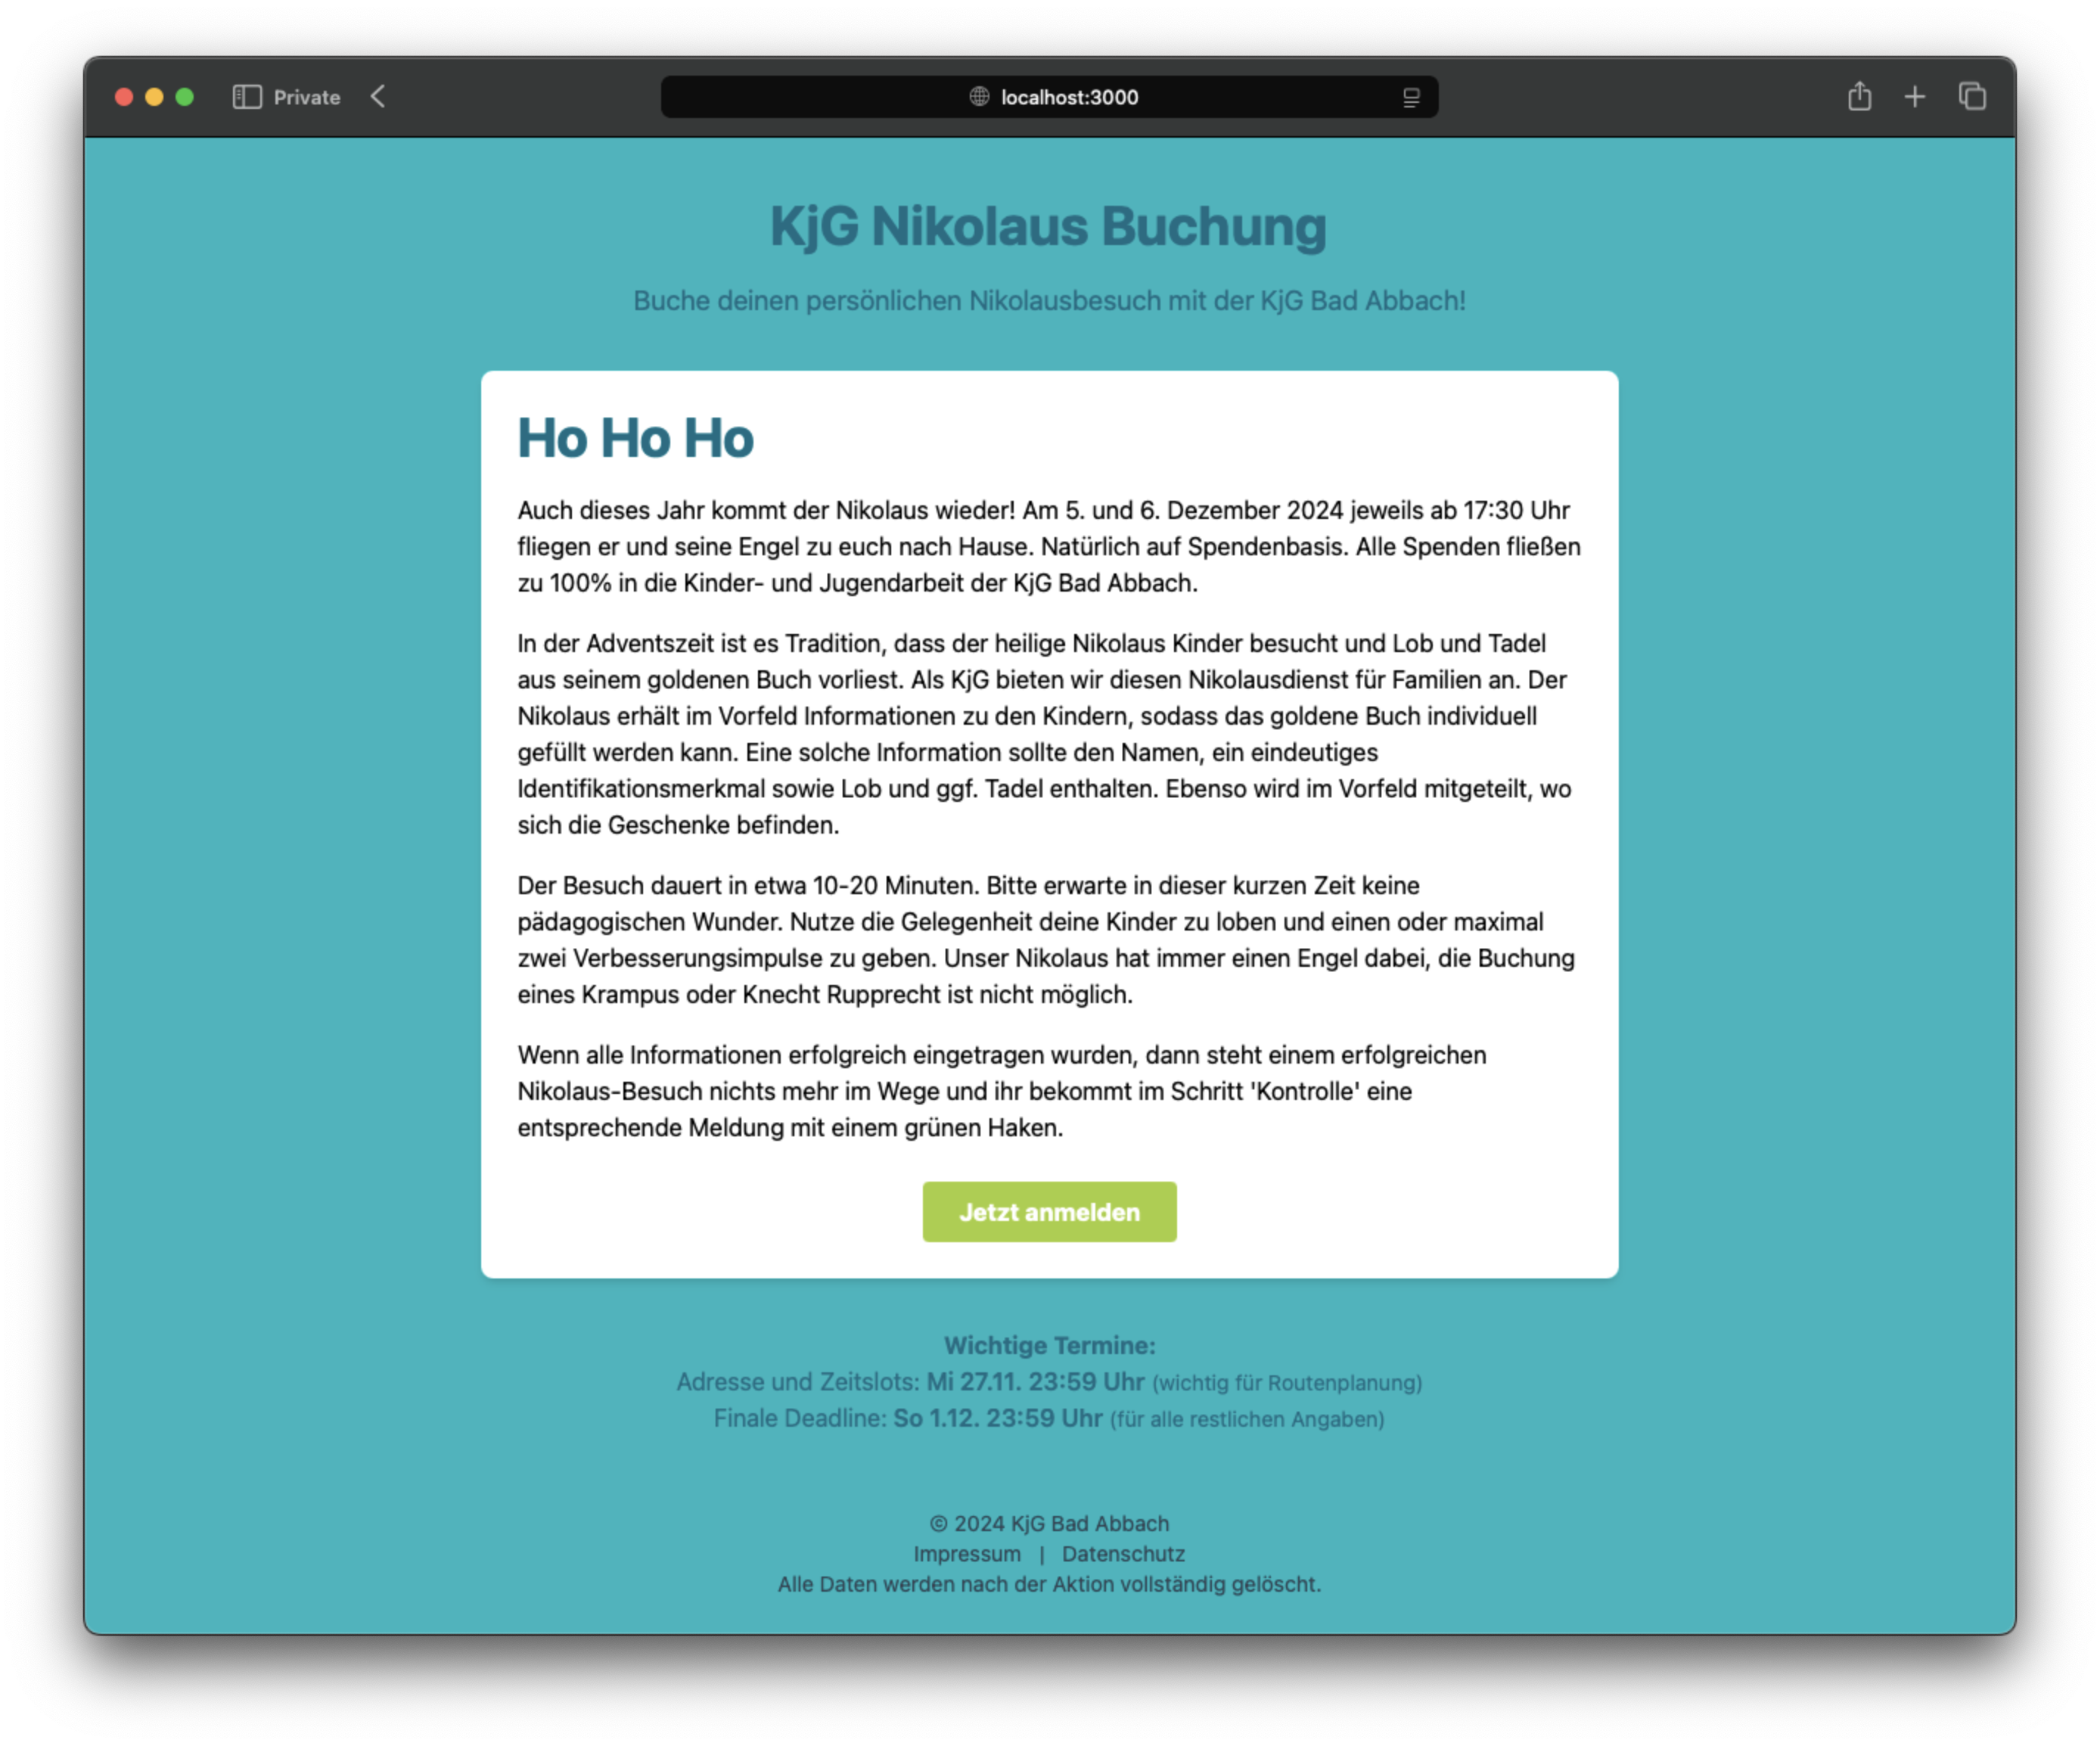 Private
localhost:3000
KjG Nikolaus Buchung
Buche deinen persönlichen Nikolausbesuch mit der KjG Bad Abbach!
Ho Ho Ho
Auch dieses Jahr kommt der Nikolaus wieder! Am 5. und 6. Dezember 2024 jeweils ab 17:30 Uhr
fliegen er und seine Engel zu euch nach Hause. Natürlich auf Spendenbasis. Alle Spenden fließen
zu 100% in die Kinder- und Jugendarbeit der KjG Bad Abbach.
In der Adventszeit ist es Tradition, dass der heilige Nikolaus Kinder besucht und Lob und Tadel
aus seinem goldenen Buch vorliest. Als KjG bieten wir diesen Nikolausdienst für Familien an. Der
Nikolaus erhält im Vorfeld Informationen zu den Kindern, sodass das goldene Buch individuell
gefüllt werden kann. Eine solche Information sollte den Namen, ein eindeutiges
Identifikationsmerkmal sowie Lob und ggf. Tadel enthalten. Ebenso wird im Vorfeld mitgeteilt, wo
sich die Geschenke befinden.
Der Besuch dauert in etwa 10-20 Minuten. Bitte erwarte in dieser kurzen Zeit keine
pädagogischen Wunder. Nutze die Gelegenheit deine Kinder zu loben und einen oder maximal
zwei Verbesserungsimpulse zu geben. Unser Nikolaus hat immer einen Engel dabei, die Buchung
eines Krampus oder Knecht Rupprecht ist nicht möglich.
Wenn alle Informationen erfolgreich eingetragen wurden, dann steht einem erfolgreichen
Nikolaus-Besuch nichts mehr im Wege und ihr bekommt im Schritt 'Kontrolle' eine
entsprechende Meldung mit einem grünen Haken.
Jetzt anmelden
Wichtige Termine:
Adresse und Zeitslots: Mi 27.11. 23:59 Uhr (wichtig für Routenplanung)
Finale Deadline: So 1.12. 23:59 Uhr (für alle restlichen Angaben)
© 2024 KjG Bad Abbach
Impressum | Datenschutz
Alle Daten werden nach der Aktion vollständig gelöscht.